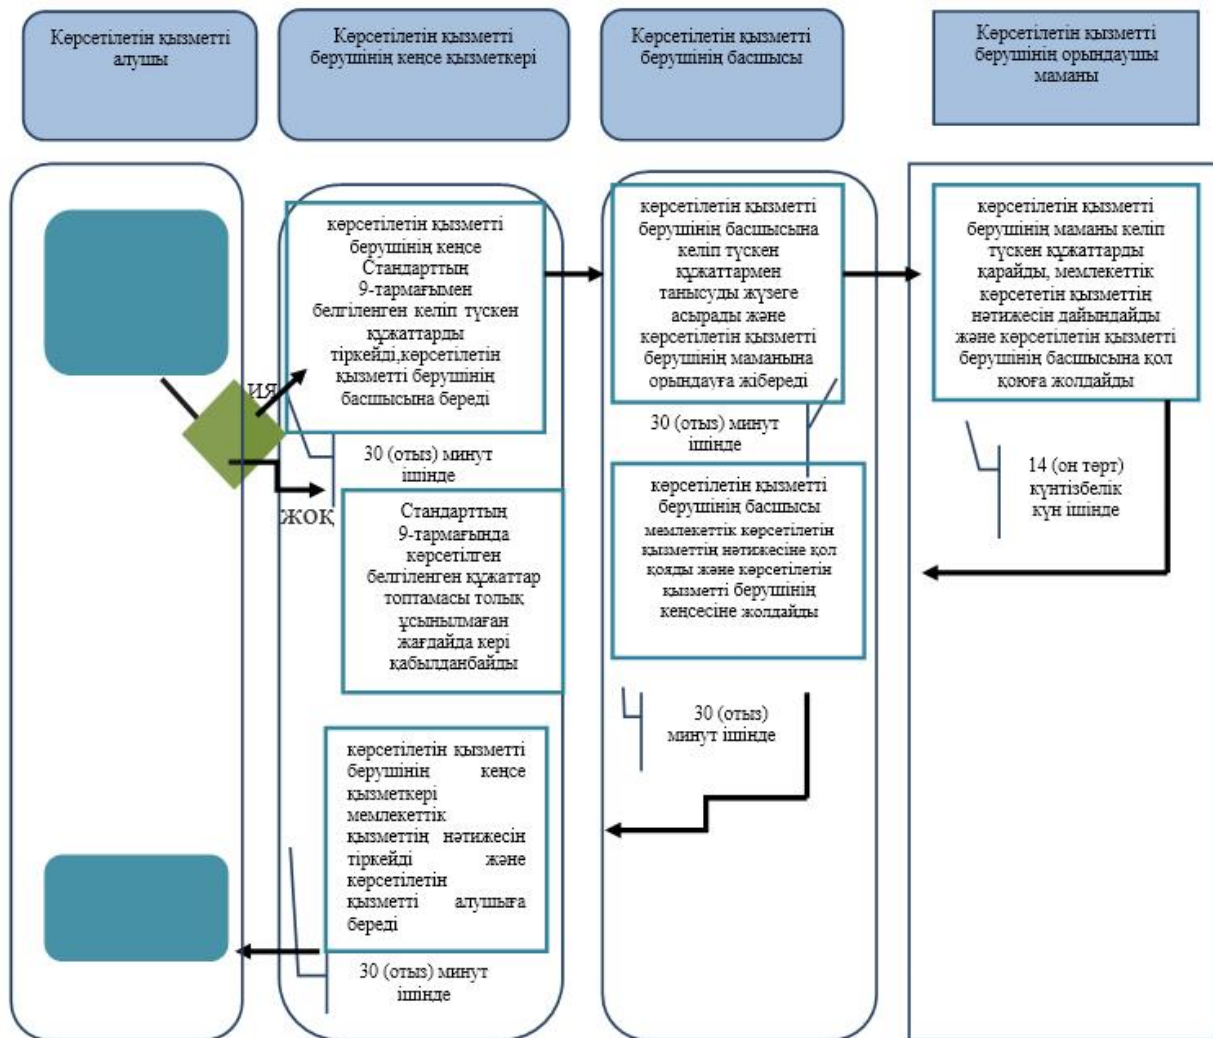 Көрсетілетін қызметті
алушы
Көрсетілетін қызметті
берушінің кеңсе қызметкері
Көрсетілетін қызметті
берушінің басшысы
Көрсетілетін қызметті
берушінің орындаушы
маманы
көрсетілетін қызметті
берушінің кеңсе
Стандарттың
9-тармағымен
белгіленген келіп түскен
құжаттарды
тіркейді,көрсетілетін
қызметті берушінің
басшысына береді
ИЯ
30 (отыз) минут
ішінде
ЖОҚ
Стандарттың
9-тармағында
көрсетілген
белгіленген құжаттар
топтамасы толық
ұсынылмаған
жағдайда кері
қабылданбайды
көрсетілетін қызметті
берушінің кеңсе
қызметкері
мемлекеттік
қызметтің нәтижесін
тіркейді және
көрсетілетін
қызметті алушыға
береді
30 (отыз) минут
ішінде
көрсетілетін қызметті
берушінің басшысына
келіп түскен
құжаттармен
танысуды жүзеге
асырады және
көрсетілетін қызметті
берушінің маманына
орындауға жібереді
30 (отыз) минут
ішінде
көрсетілетін қызметті
берушінің басшысы
мемлекеттік көрсетілетін
қызметтің нәтижесіне қол
қояды және көрсетілетін
қызметті берушінің
кеңсесіне жолдайды
30 (отыз)
минут ішінде
көрсетілетін қызметті
берушінің маманы келіп
түскен құжаттарды
қарайды, мемлекеттік
көрсететін қызметтің
нәтижесін дайындайды
және көрсетілетін қызметті
берушінің басшысына қол
қоюға жолдайды
14 (он төрт)
күнтізбелік
күн ішінде